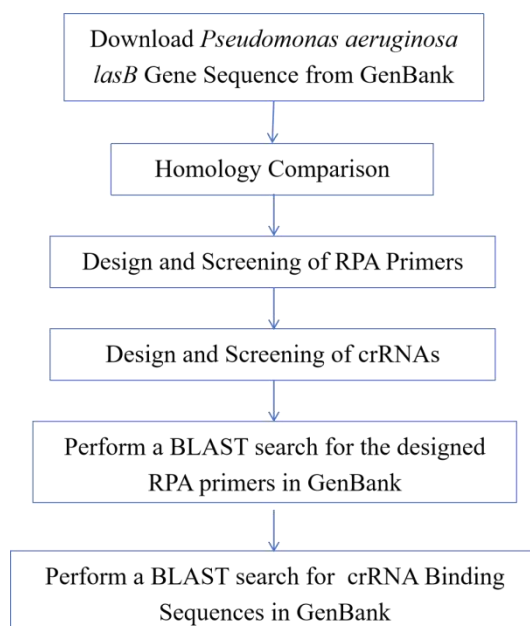 Download Pseudomonas aeruginosa
lasB Gene Sequence from GenBank
Homology Comparison
Design and Screening of RPA Primers
Design and Screening of crRNAs
Perform a BLAST search for the designed
RPA primers in GenBank
Perform a BLAST search for crRNA Binding
Sequences in GenBank